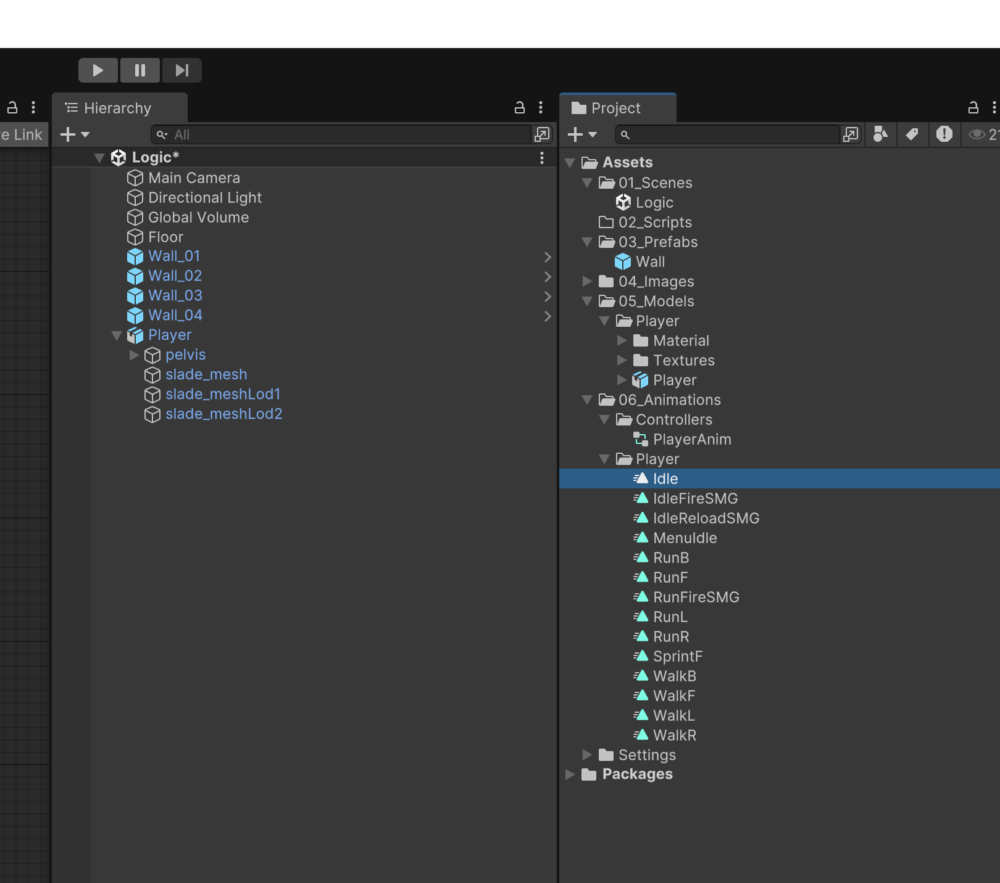 e Link
Hierarchy
All
Logic*
Main Camera
Directional Light
Global Volume
Floor
Wall_01
Wall_02
Wall_03
Wall_04
Player
pelvis
slade_mesh
slade_meshLod1
slade_meshLod2
Project
21
Assets
01_Scenes
Logic
02_Scripts
03_Prefabs
Wall
04_Images
05_Models
Player
Material
Textures
Player
06_Animations
Controllers
PlayerAnim
Player
Idle
IdleFireSMG
IdleReloadSMG
MenuIdle
RunB
RunF
RunFireSMG
RunL
RunR
SprintF
WalkB
WalkF
WalkL
WalkR
Settings
Packages